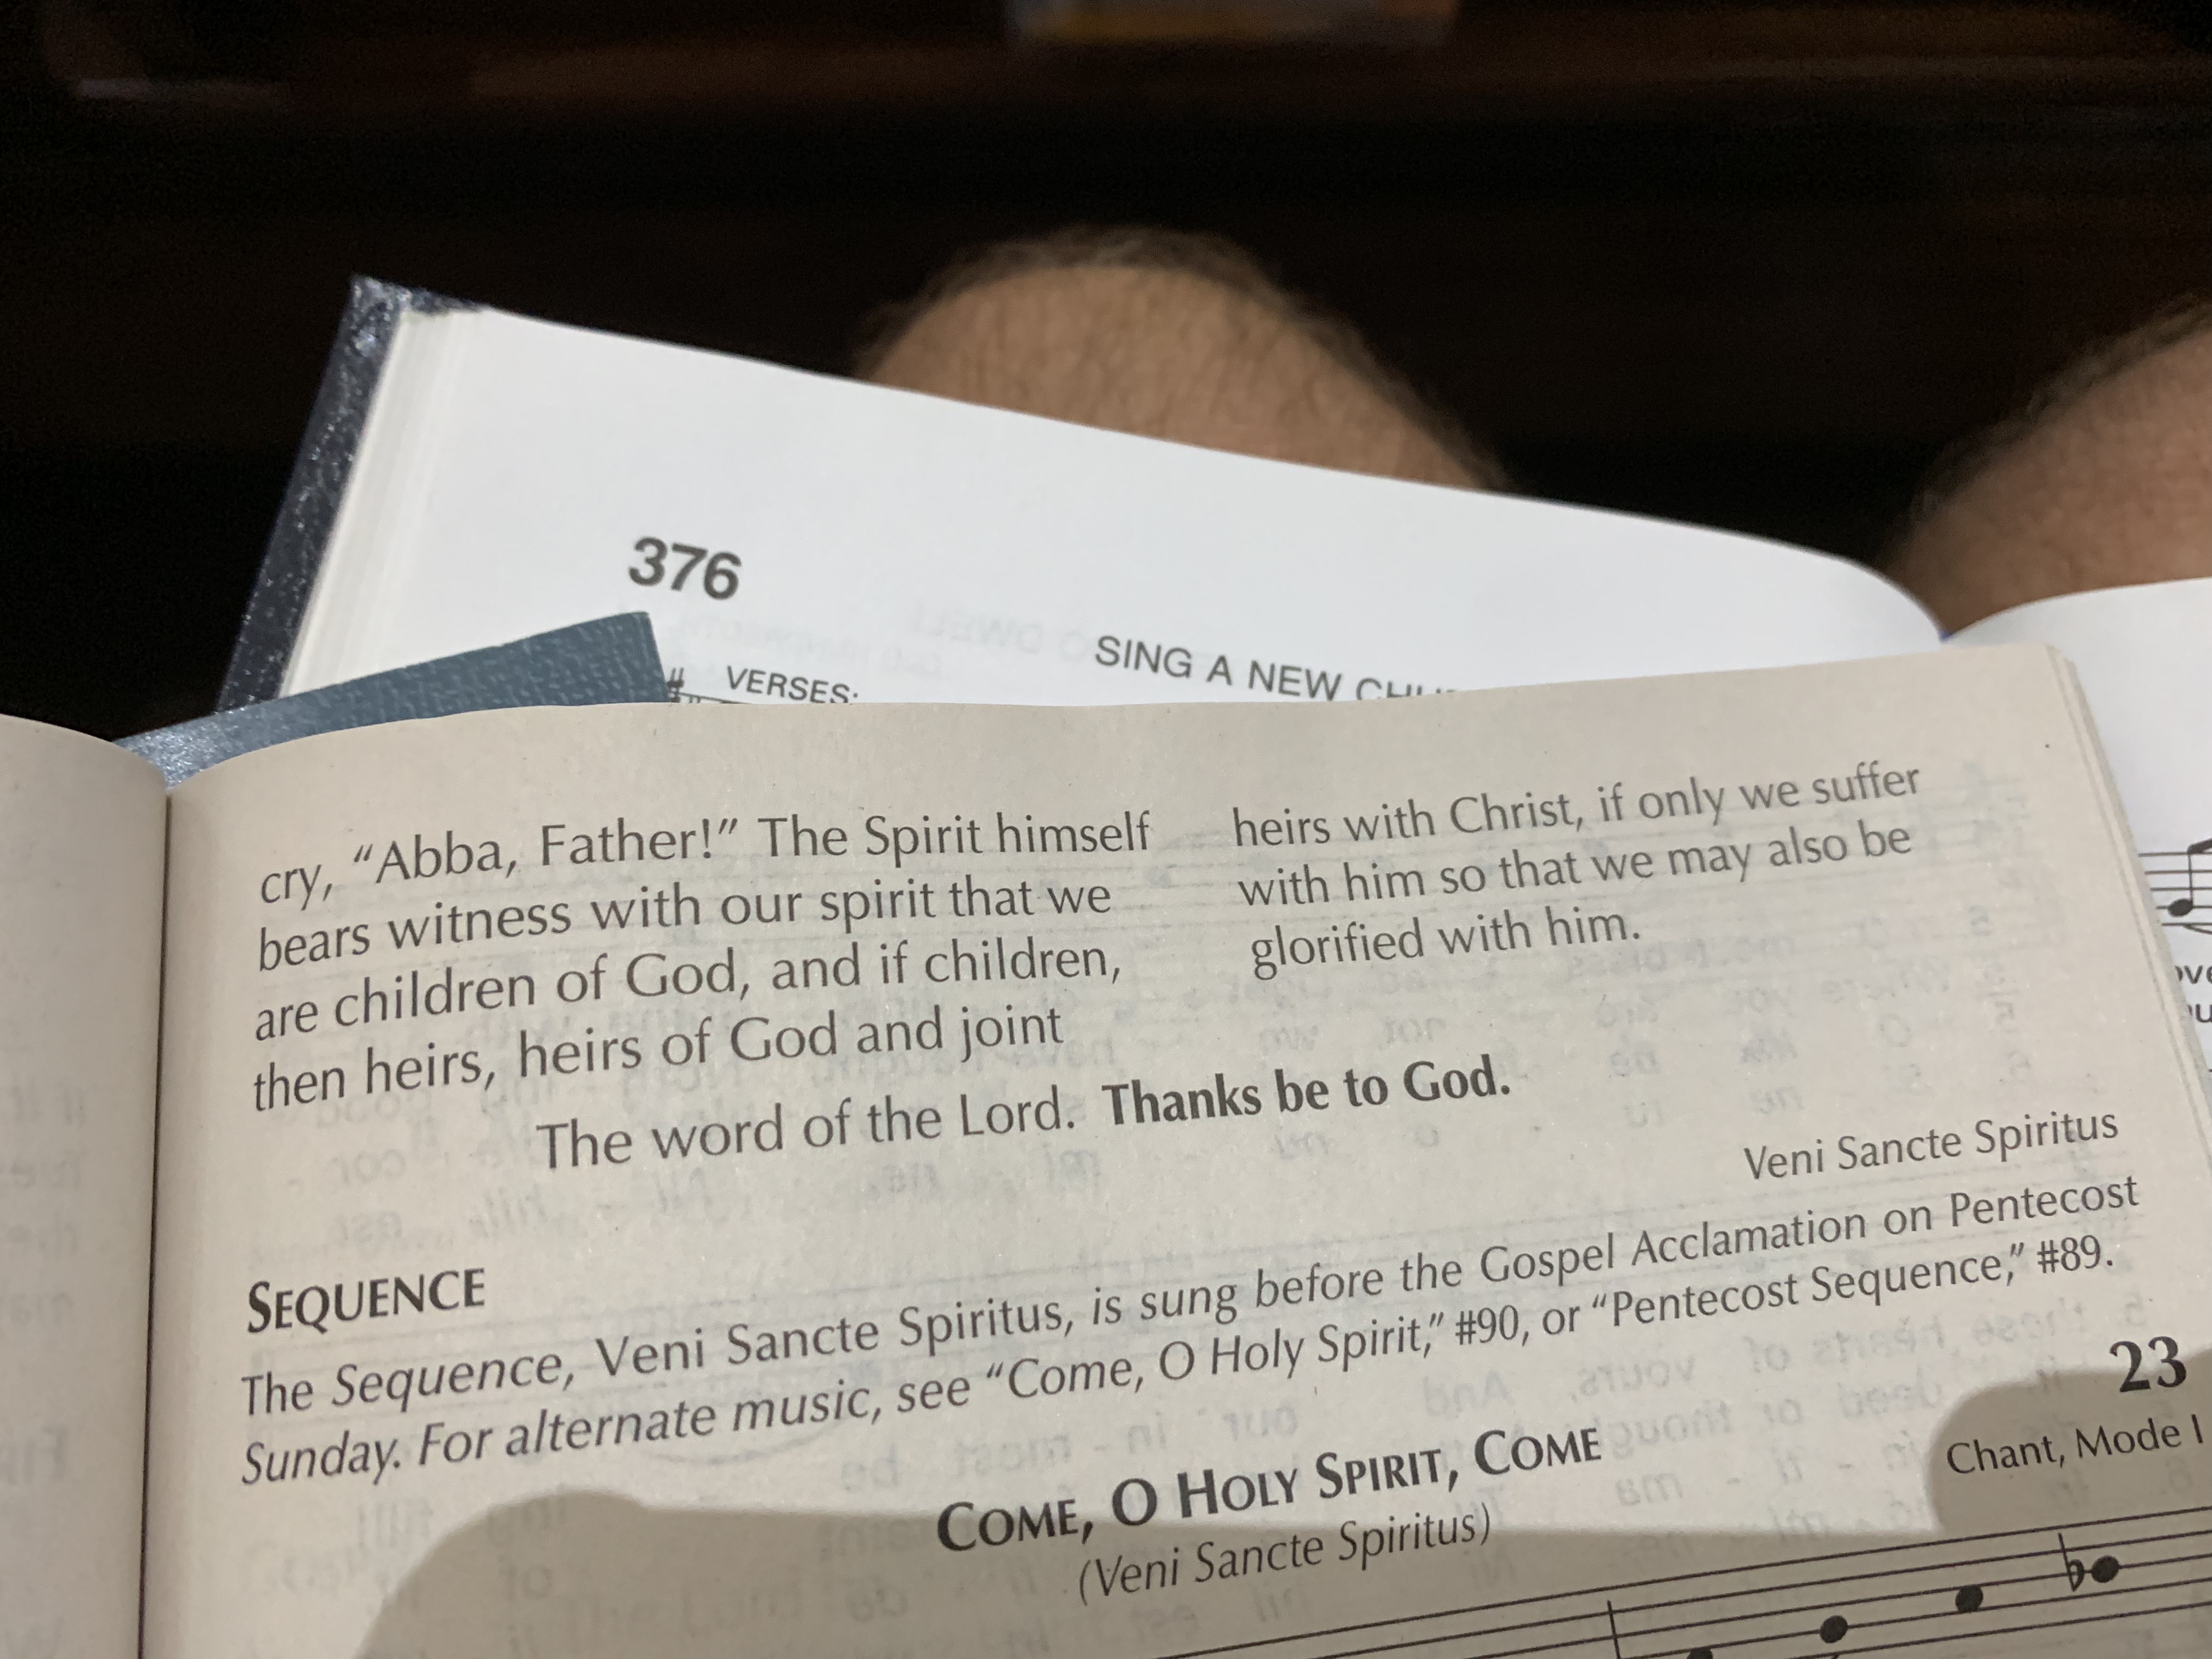 376
SING A NEW
VERSES:
cry, “Abba, Father!” The Spirit himself
bears witness with our spirit that we
are children of God, and if children,
then heirs, heirs of God and joint
heirs with Christ, if only we suffer
with him so that we may also be
glorified with him.
The word of the Lord. Thanks be to God.
Veni Sancte Spiritus
SEQUENCE
The Sequence, Veni Sancte Spiritus, is sung before the Gospel Acclamation on Pentecost
Sunday. For alternate music, see “Come, O Holy Spirit,” #90, or “Pentecost Sequence,” #89.
23
COME, O HOLY SPIRIT, COME
Chant, Mode I
(Veni Sancte Spiritus)